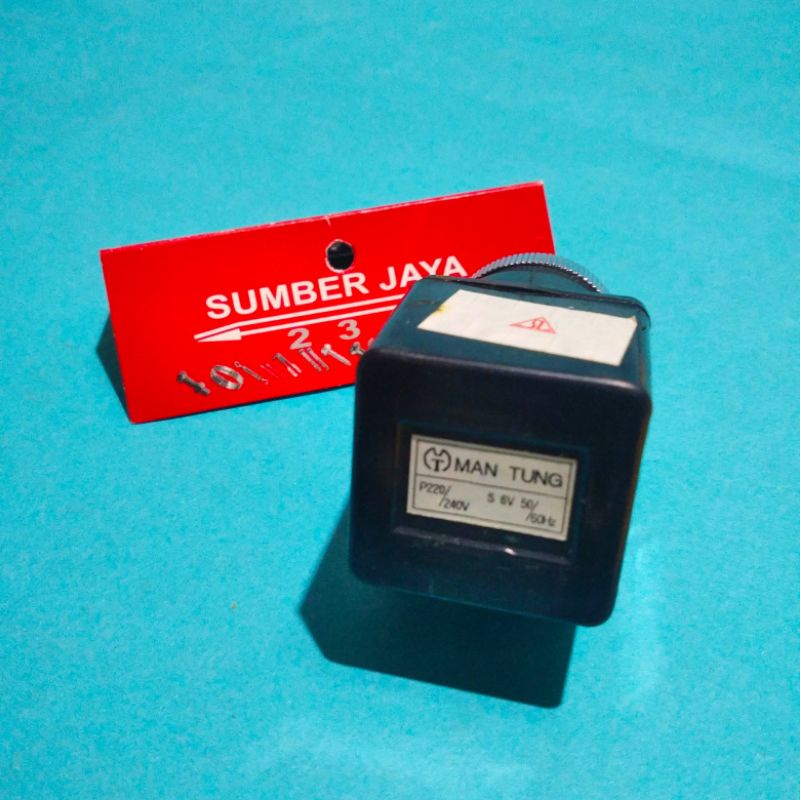 SUMBER JAYA
2 3
MAN TUNG
P220/240V S 6V 50/60Hz